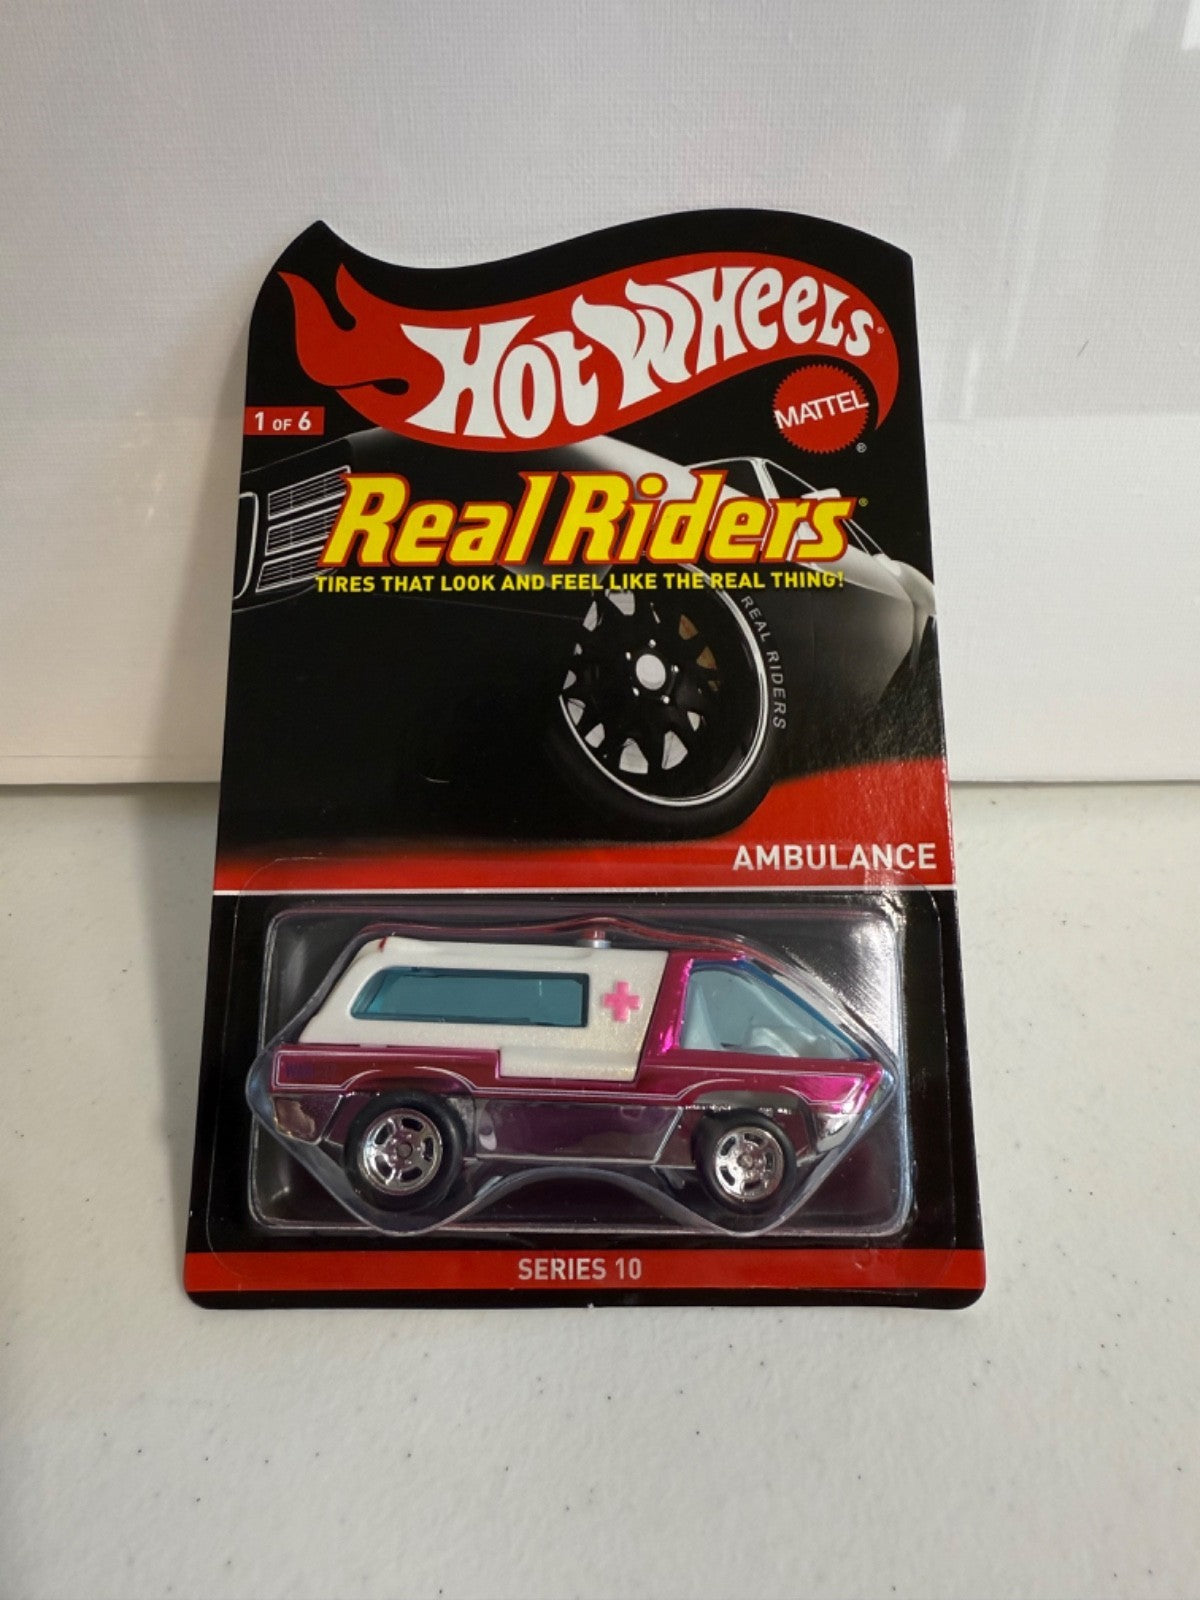 HOT WHEELS®
MATTEL
®
1 OF 6
Real Riders®
TIRES THAT LOOK AND FEEL LIKE THE REAL THING!
REAL RIDERS
AMBULANCE
SERIES 10